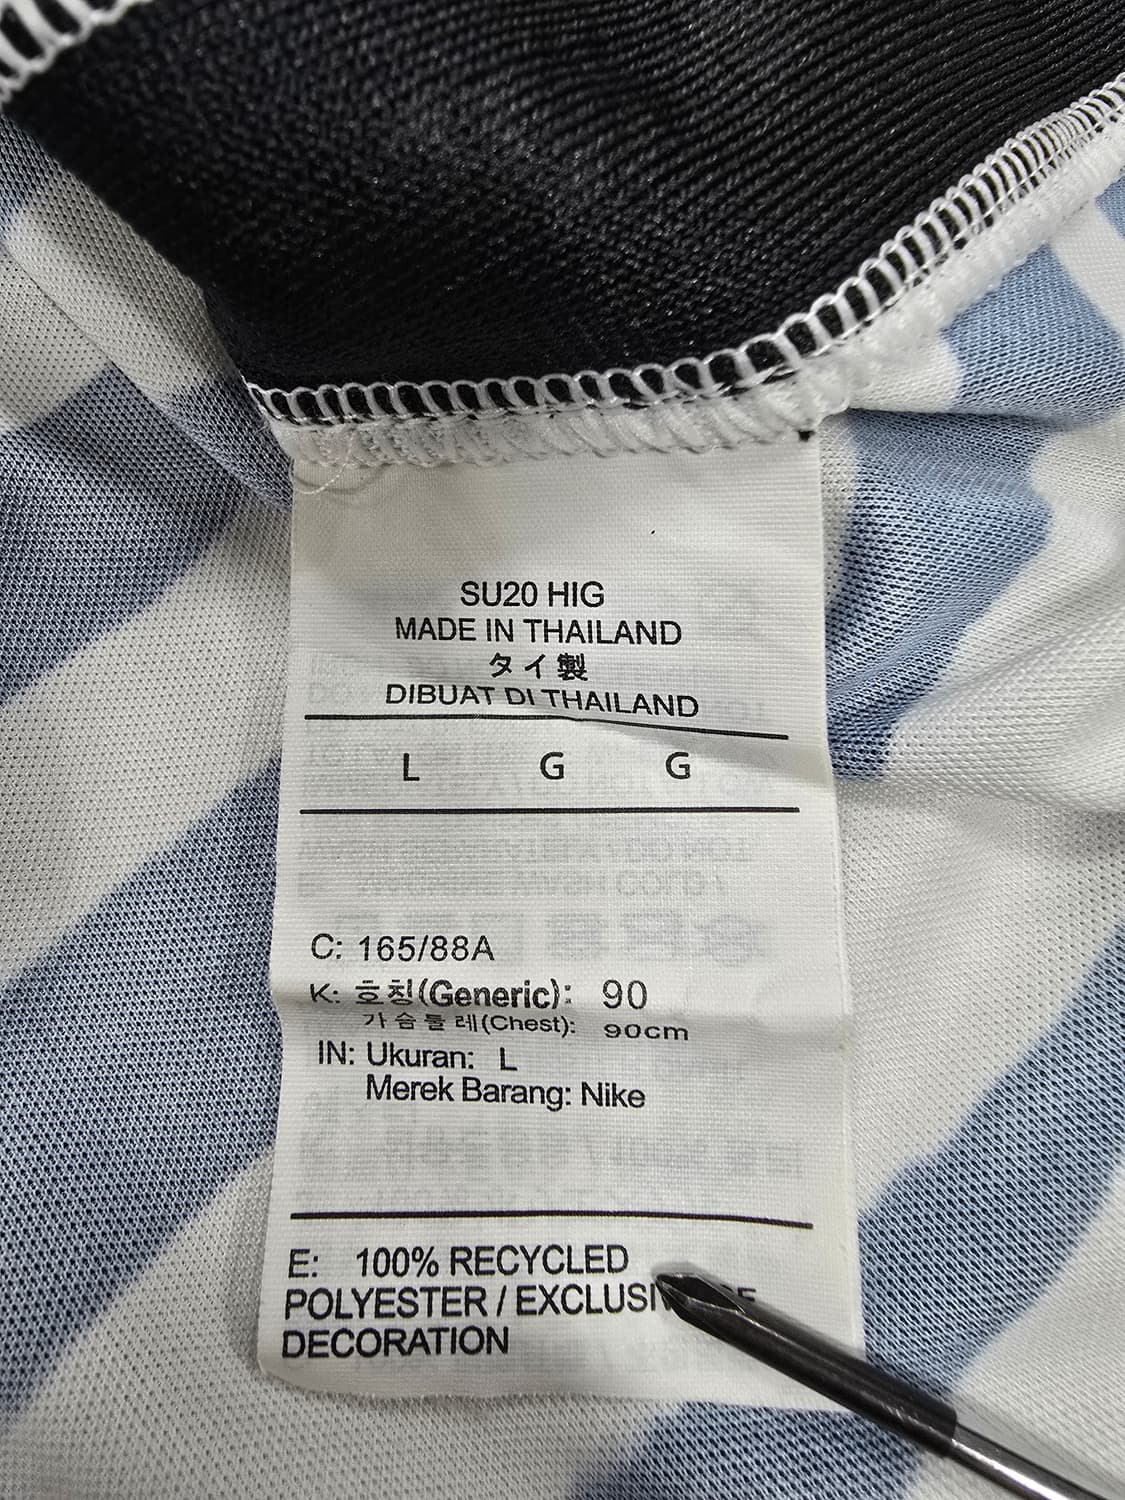 SU20 HIG
MADE IN THAILAND
タイ製
DIBUAT DI THAILAND
L G G
C: 165/88A
K: 호칭(Generic): 90
가슴둘레(Chest): 90cm
IN: Ukuran: L
Merek Barang: Nike
E: 100% RECYCLED
POLYESTER / EXCLUSI
DECORATION